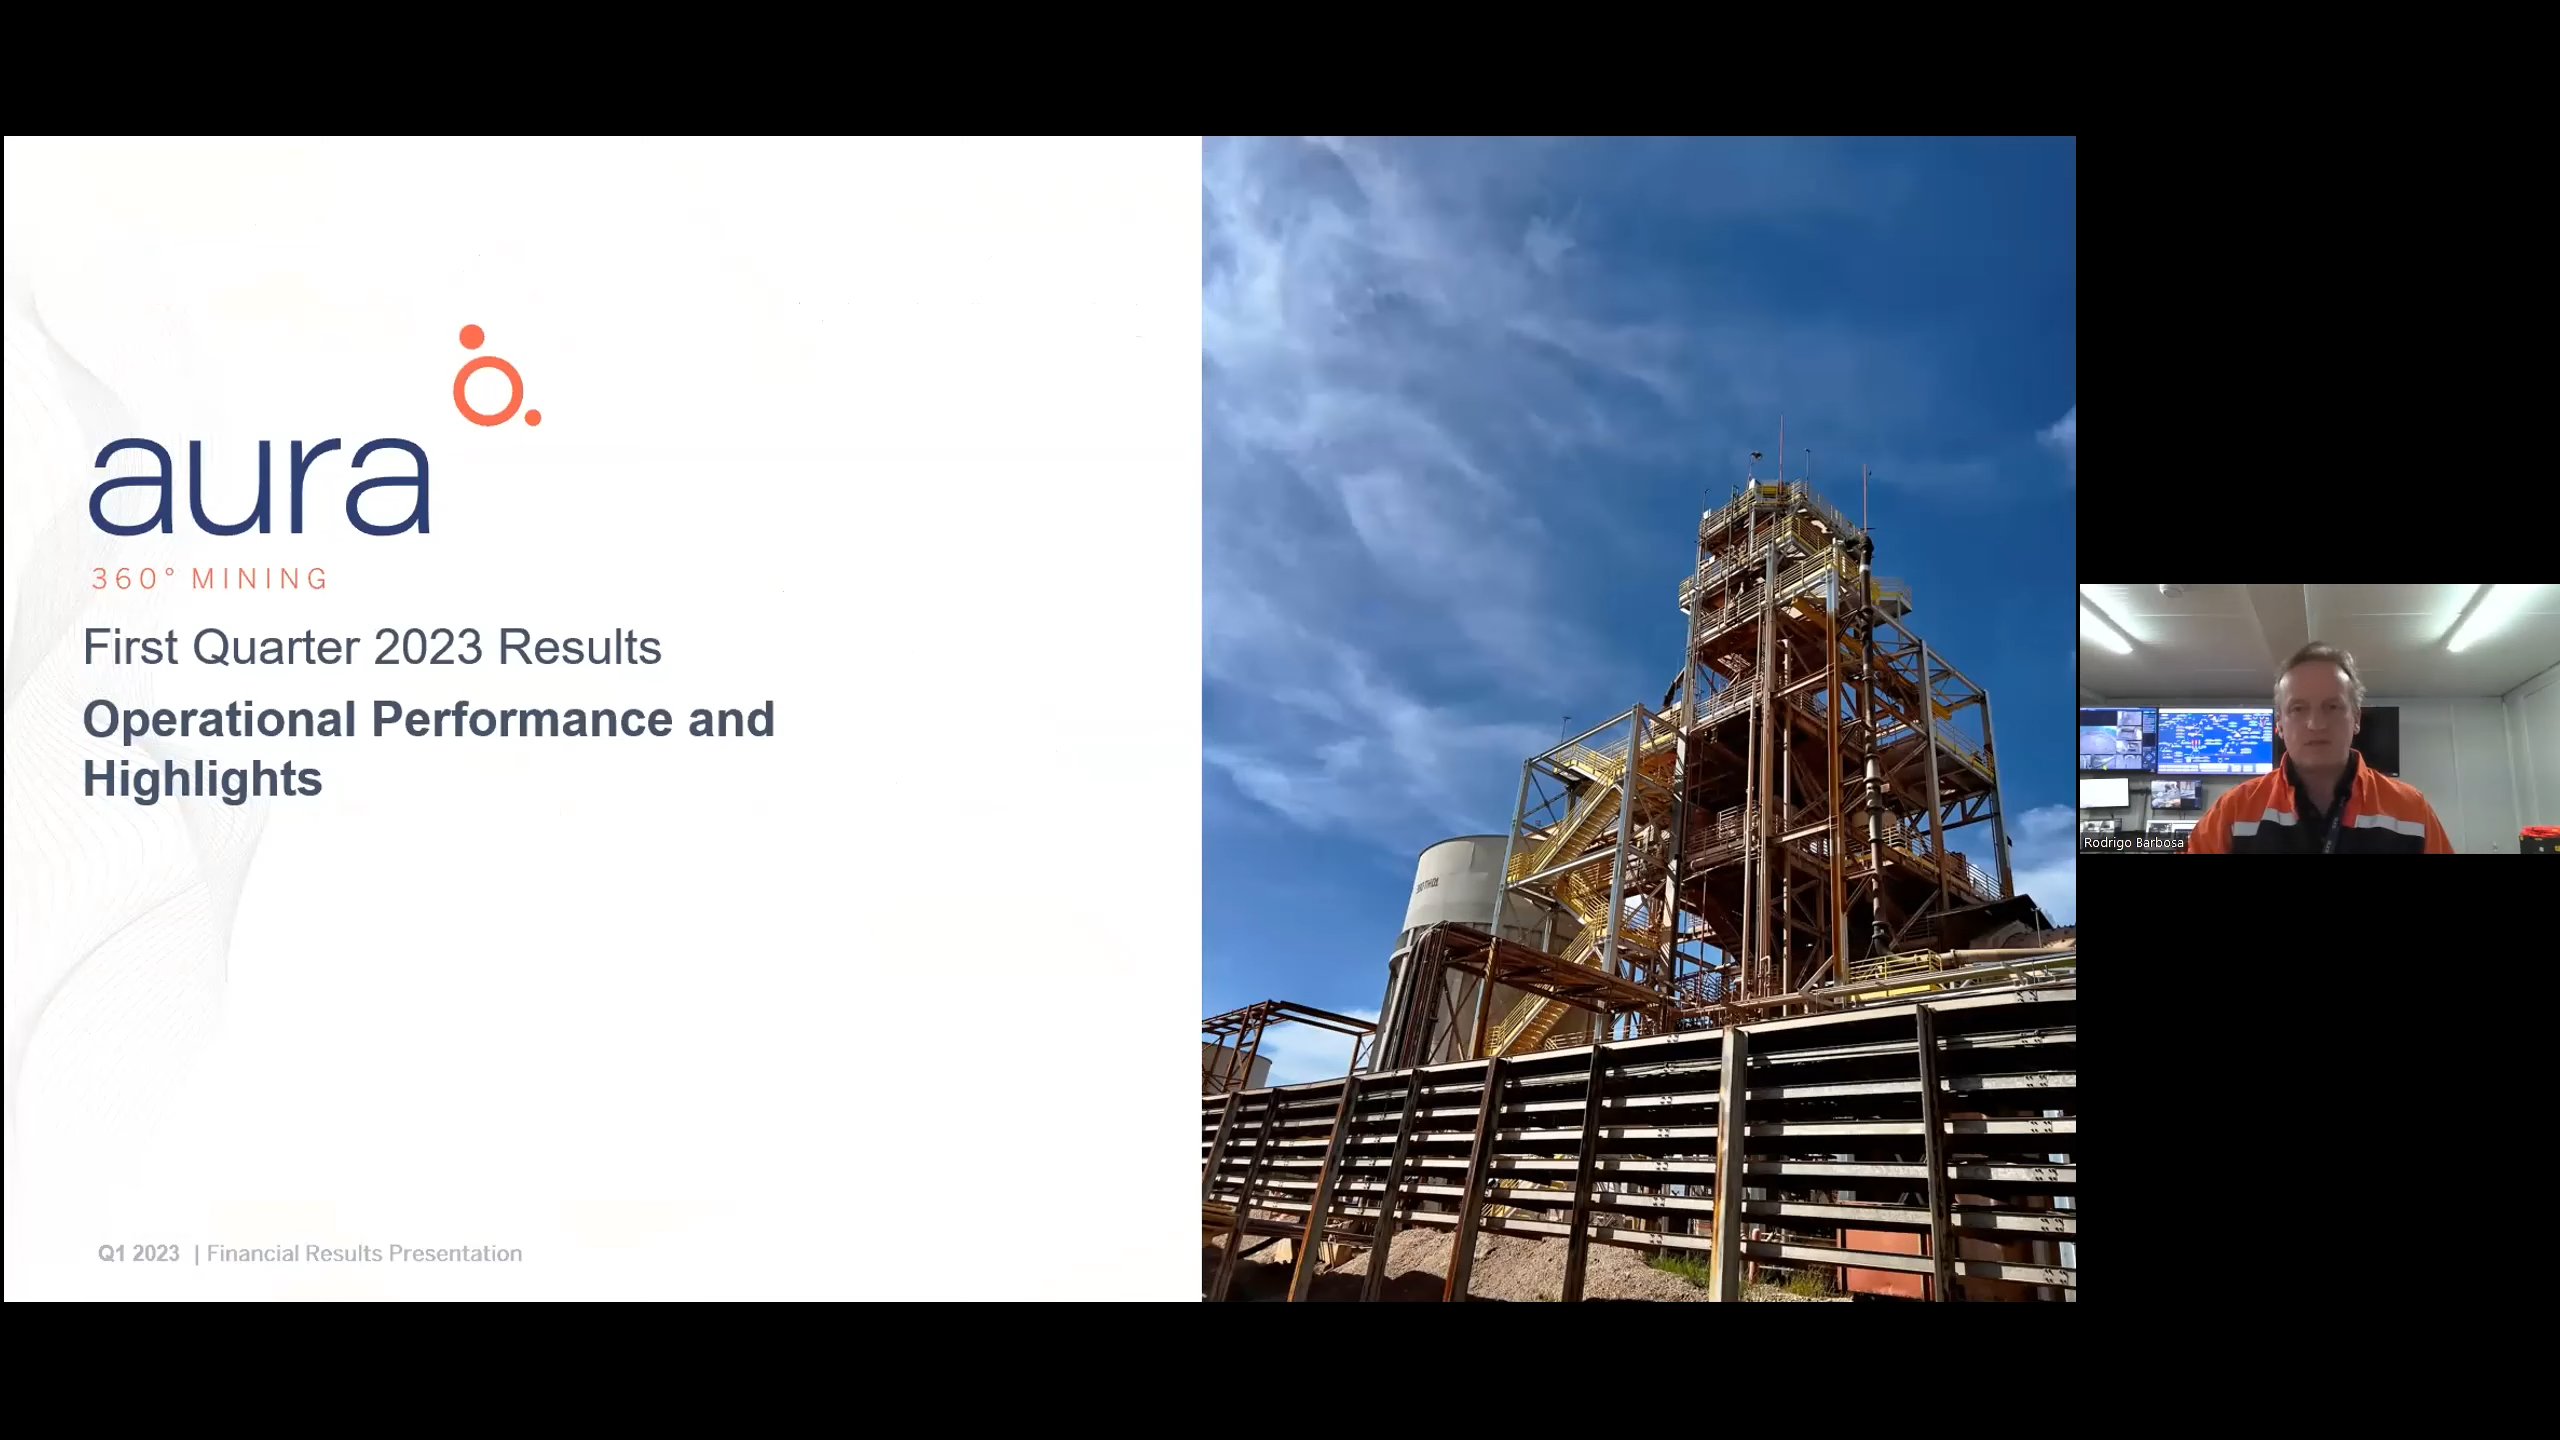 aura
360° MINING
First Quarter 2023 Results
Operational Performance and
Highlights
Q1 2023 | Financial Results Presentation
Rodrigo Barbosa